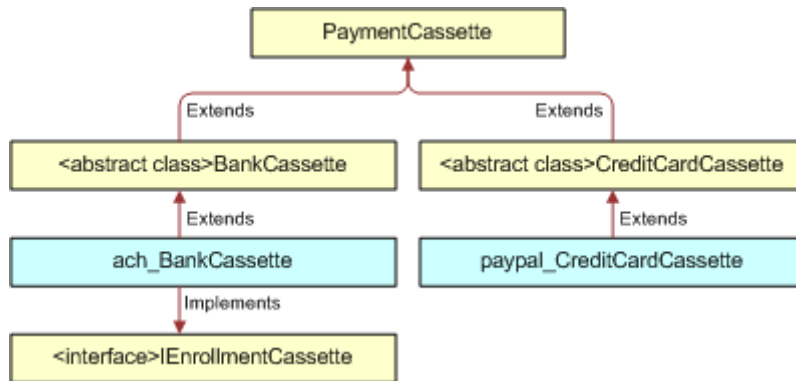 PaymentCassette
Extends
Extends
<abstract class>BankCassette
<abstract class>CreditCardCassette
Extends
Extends
ach_BankCassette
paypal_CreditCardCassette
Implements
<interface>IEnrollmentCassette